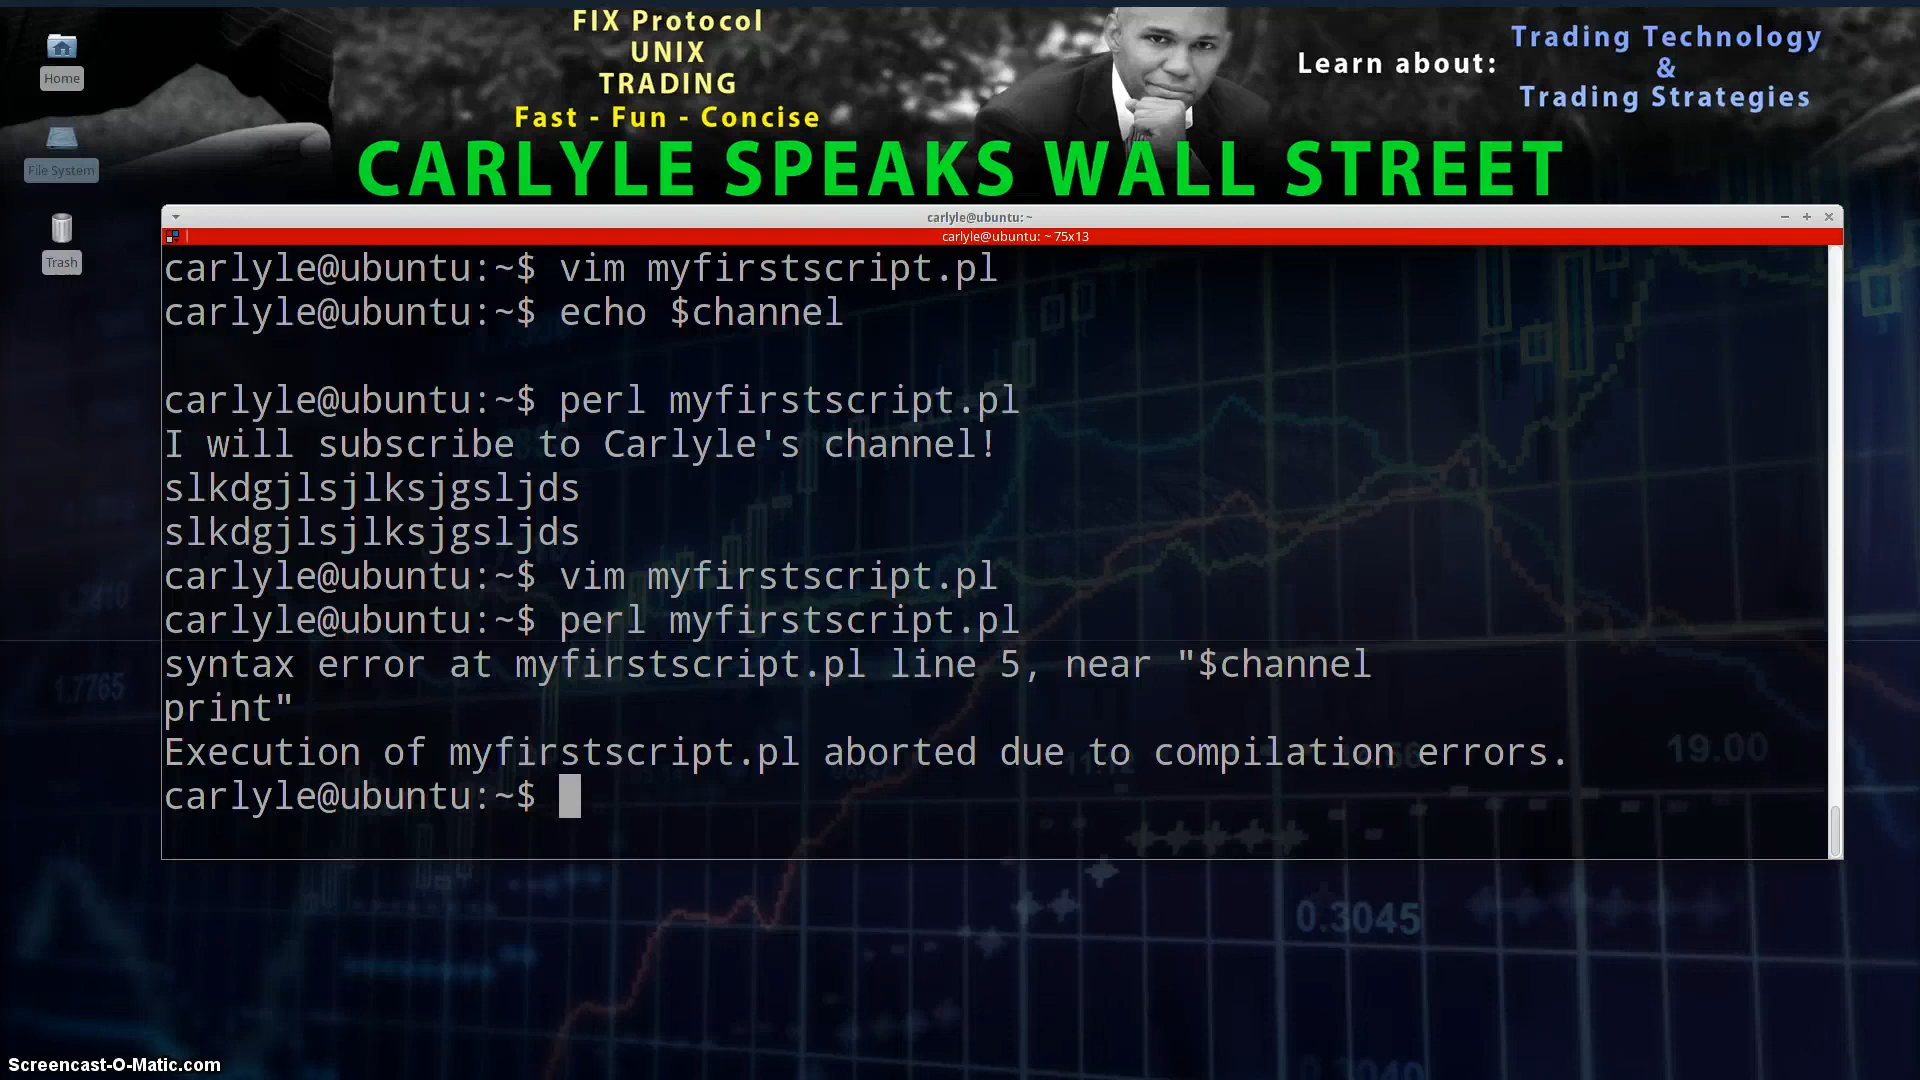 FIX Protocol
UNIX
TRADING
Fast - Fun - Concise
Learn about:
Trading Technology
&
Trading Strategies
CARLYLE SPEAKS WALL STREET
Home
File System
Trash
carlyle@ubuntu: ~
carlyle@ubuntu: ~ 75x13
carlyle@ubuntu:~$ vim myfirstscript.pl
carlyle@ubuntu:~$ echo $channel
carlyle@ubuntu:~$ perl myfirstscript.pl
I will subscribe to Carlyle's channel!
slkdgjlsjlksjgsljds
slkdgjlsjlksjgsljds
carlyle@ubuntu:~$ vim myfirstscript.pl
carlyle@ubuntu:~$ perl myfirstscript.pl
syntax error at myfirstscript.pl line 5, near "$channel
print"
Execution of myfirstscript.pl aborted due to compilation errors.
carlyle@ubuntu:~$
1.7765
19.00
0.3045
Screencast-O-Matic.com